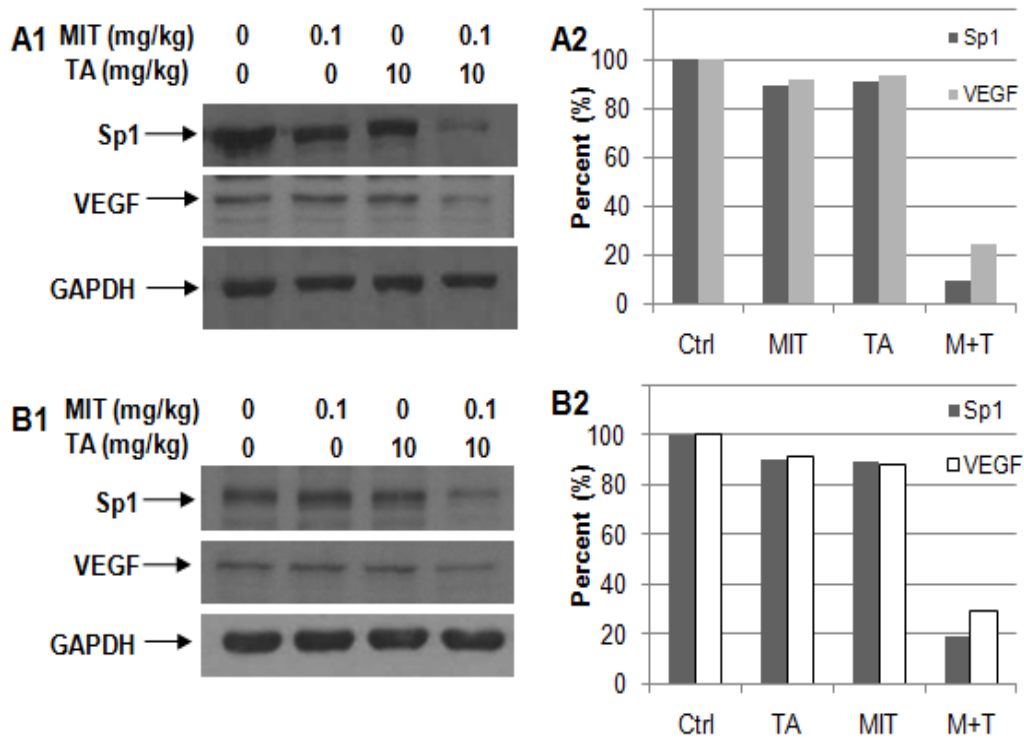 A1 MIT (mg/kg) 0 0.1 0 0.1
TA (mg/kg) 0 0 10 10
Sp1
VEGF
GAPDH
A2
Sp1
VEGF
Percent (%)
100
80
60
40
20
0
Ctrl MIT TA M+T
B1 MIT (mg/kg) 0 0.1 0 0.1
TA (mg/kg) 0 0 10 10
Sp1
VEGF
GAPDH
B2
Sp1
VEGF
Percent (%)
100
80
60
40
20
0
Ctrl TA MIT M+T